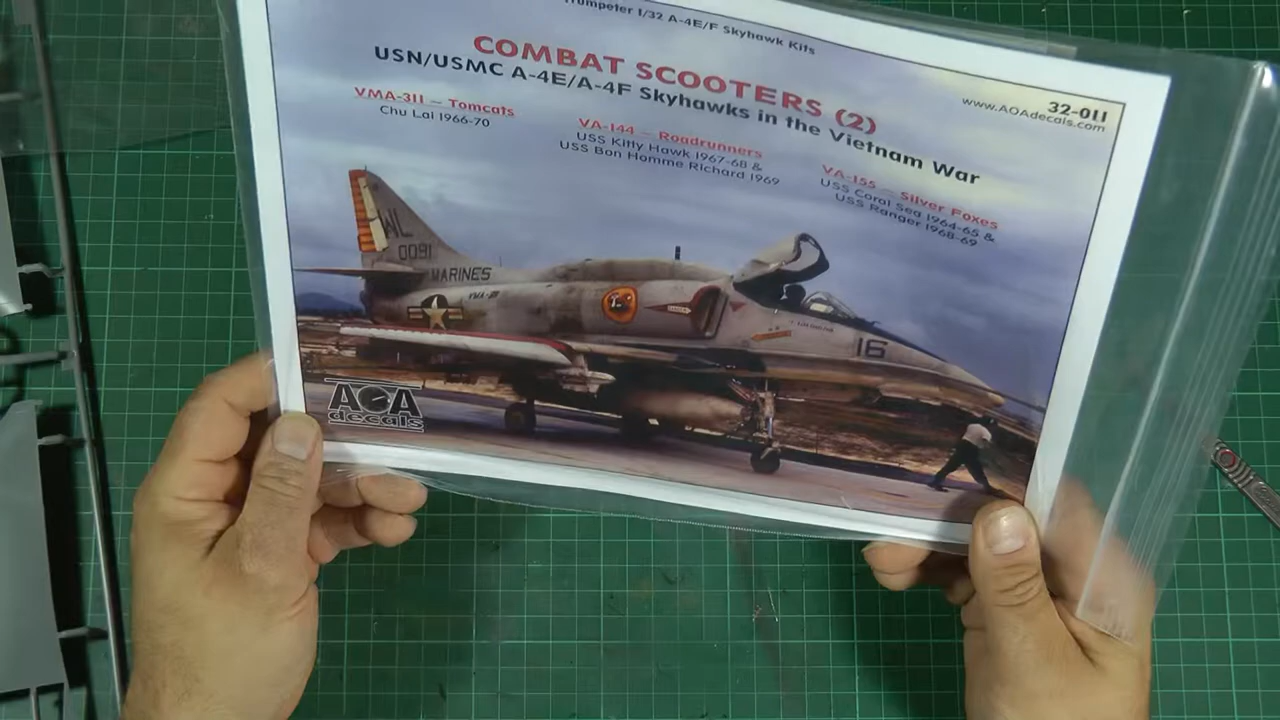 Trumpeter 1/32 A-4E/F Skyhawk Kits
COMBAT SCOOTERS (2)
USN/USMC A-4E/A-4F Skyhawks in the Vietnam War
32-011
www.AOAdecals.com
VMA-311 – Tomcats
Chu Lai 1966-70
VA-144 – Roadrunners
USS Kitty Hawk 1967-68 &
USS Bon Homme Richard 1969
VA-155 – Silver Foxes
USS Coral Sea 1964-65 &
USS Ranger 1968-69
WL
0091
MARINES
VMA-311
16
AOA
decals